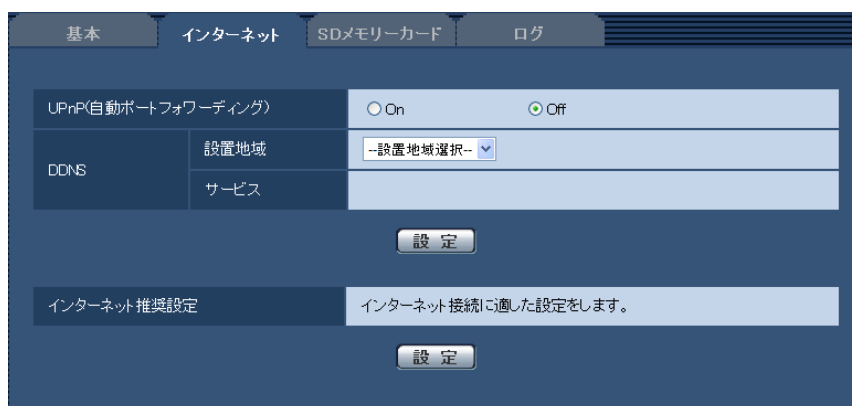 基本 インターネット SDメモリーカード ログ
UPnP(自動ポートフォワーディング) On Off
DDNS 設置地域 --設置地域選択--
サービス
設定
インターネット推奨設定 インターネット接続に適した設定をします。
設定